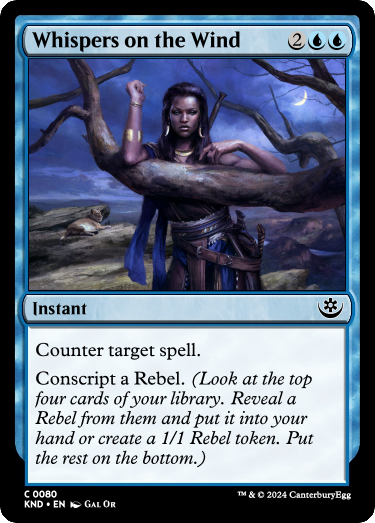 Whispers on the Wind 2
Instant
Counter target spell.
Conscript a Rebel. (Look at the top
four cards of your library. Reveal a
Rebel from them and put it into your
hand or create a 1/1 Rebel token. Put
the rest on the bottom.)
C 0080
KND • EN Gal Or
™ & © 2024 CanterburyEgg